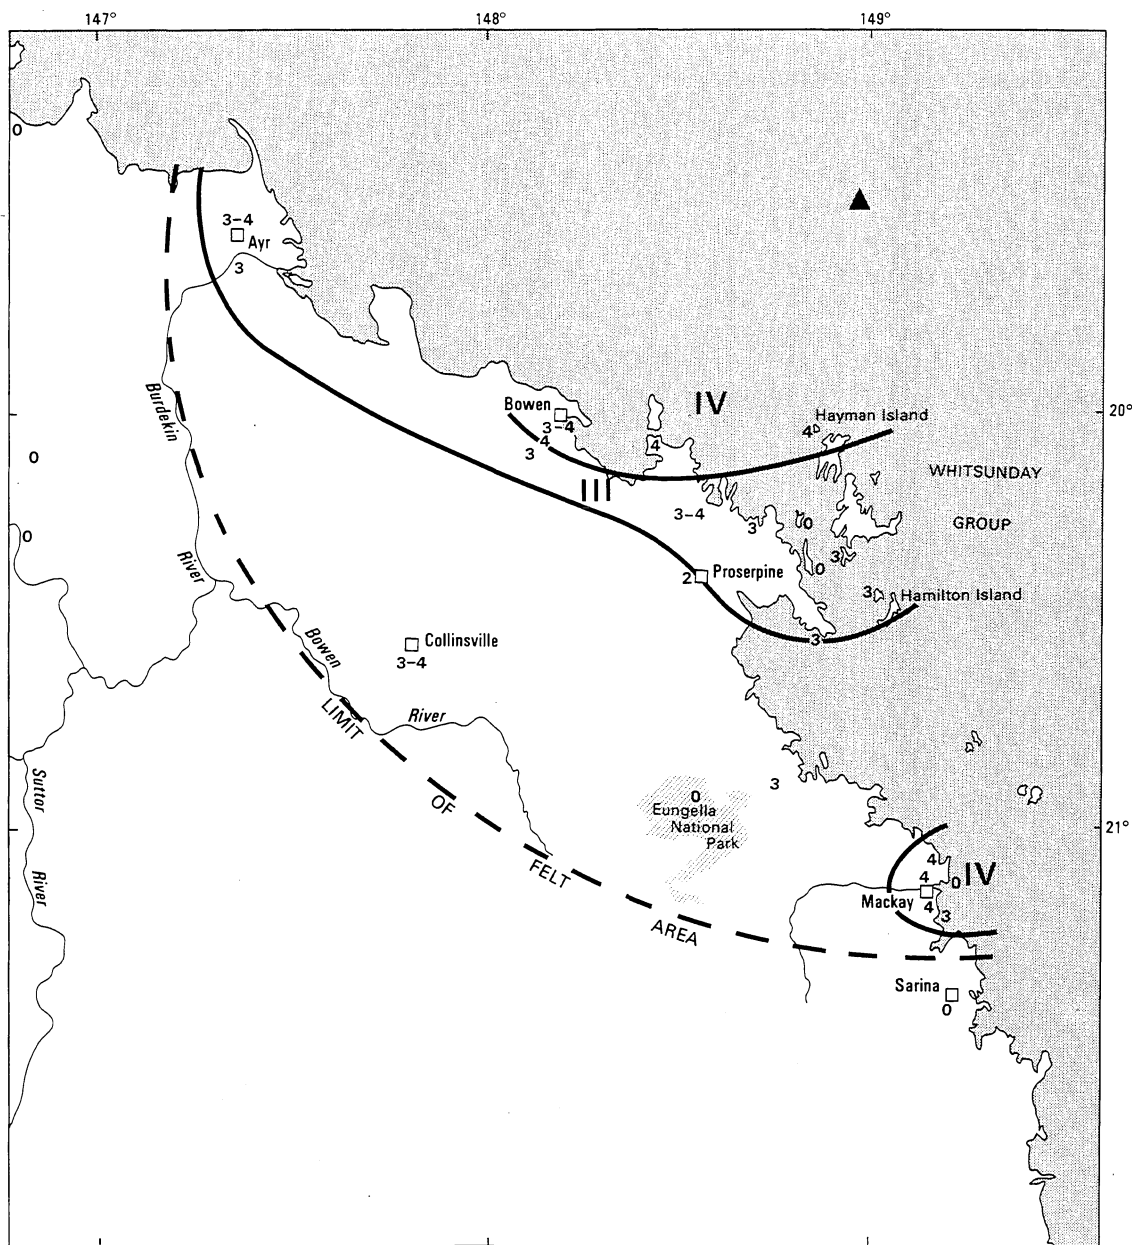 147°
148°
149°
0
3-4
Ayr
3
Burdekin
River
IV
20°
Hayman Island
4
Bowen
3-4
4
3
4
WHITSUNDAY
GROUP
III
3-4
3
0
3
0
0
0
2
Proserpine
3
Hamilton Island
3
Collinsville
3-4
Bowen
River
LIMIT
OF
FELT
AREA
Suttor
River
3
0
Eungella
National
Park
21°
4
4
0
IV
Mackay
4
3
Sarina
0